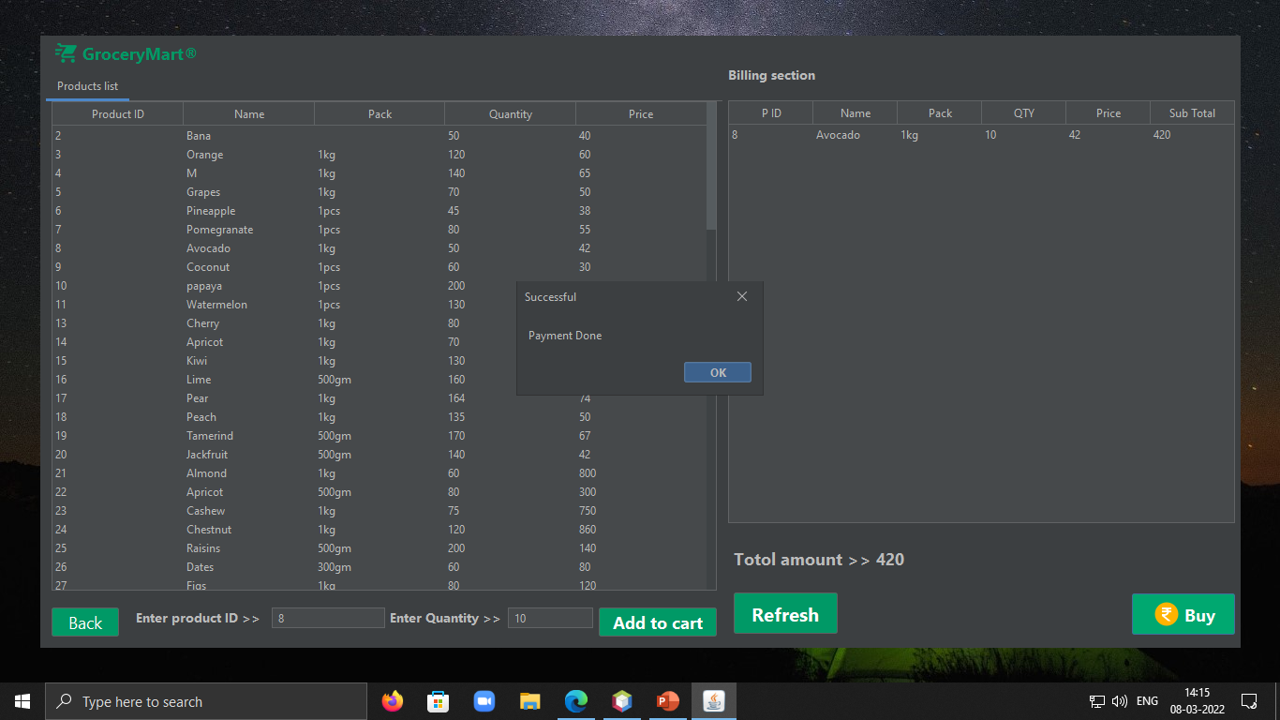 GroceryMart®
Products list
Product ID Name Pack Quantity Price
2 Bana 50 40
3 Orange 1kg 120 60
4 M 1kg 140 65
5 Grapes 1kg 70 50
6 Pineapple 1pcs 45 38
7 Pomegranate 1pcs 80 55
8 Avocado 1kg 50 42
9 Coconut 1pcs 60 30
10 papaya 1pcs 200
11 Watermelon 1pcs 130
13 Cherry 1kg 80
14 Apricot 1kg 70
15 Kiwi 1kg 130
16 Lime 500gm 160
17 Pear 1kg 164 74
18 Peach 1kg 135 50
19 Tamerind 500gm 170 67
20 Jackfruit 500gm 140 42
21 Almond 1kg 60 800
22 Apricot 500gm 80 300
23 Cashew 1kg 75 750
24 Chestnut 1kg 120 860
25 Raisins 500gm 200 140
26 Dates 300gm 60 80
27 Figs 1kg 80 120
Back Enter product ID >> 8 Enter Quantity >> 10 Add to cart
Successful
Payment Done
OK
Billing section
P ID Name Pack QTY Price Sub Total
8 Avocado 1kg 10 42 420
Totol amount >> 420
Refresh ₹ Buy
Type here to search
ENG
14:15
08-03-2022